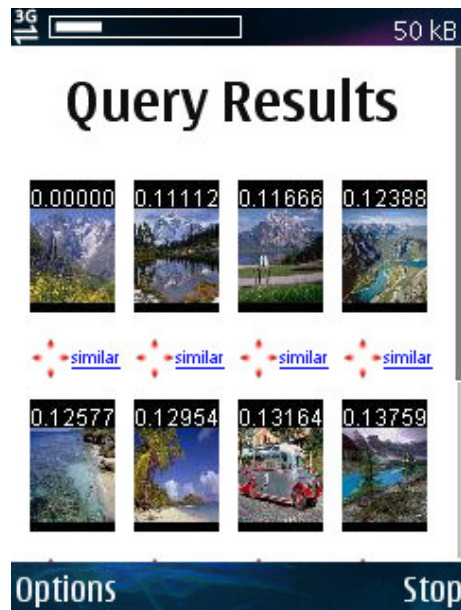 3G
50 kB
Query Results
0.00000 0.11112 0.11666 0.12388
similar similar similar similar
0.12577 0.12954 0.13164 0.13759
Options Stop